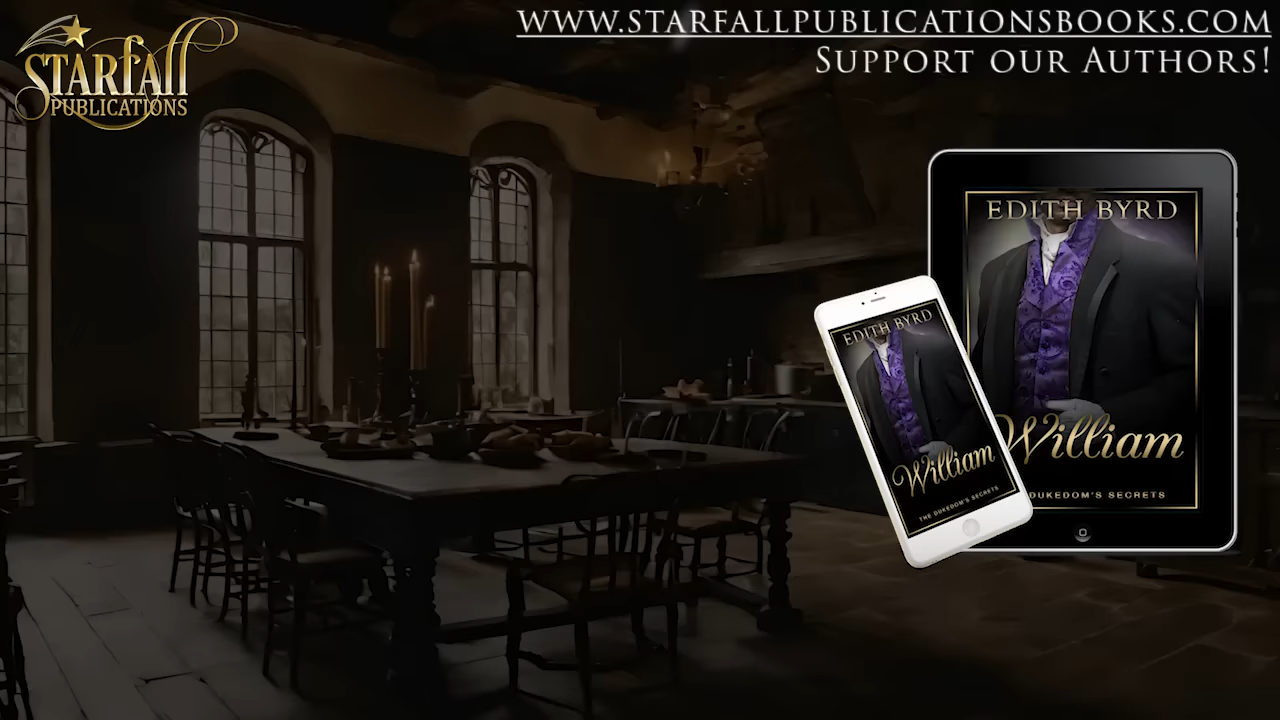 STARfall
PUBLICATIONS
WWW.STARFALLPUBLICATIONSBOOKS.COM
SUPPORT OUR AUTHORS!
EDITH BYRD
William
DUKEDOM'S SECRETS
EDITH BYRD
William
THE DUKEDOM'S SECRETS